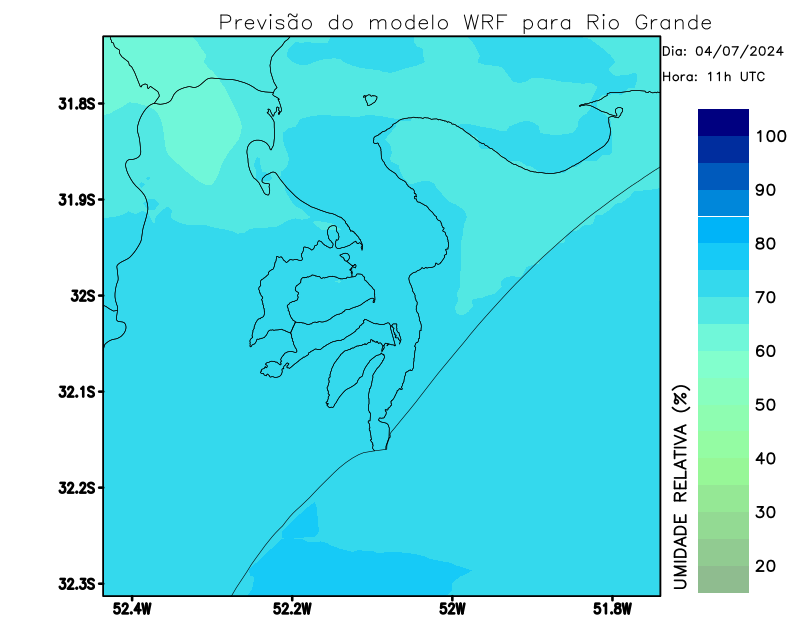 Previsão do modelo WRF para Rio Grande
Dia: 04/07/2024
Hora: 11h UTC
31.8S
31.9S
32S
32.1S
32.2S
32.3S
52.4W
52.2W
52W
51.8W
100
90
80
70
60
50
40
30
20
UMIDADE RELATIVA (%)